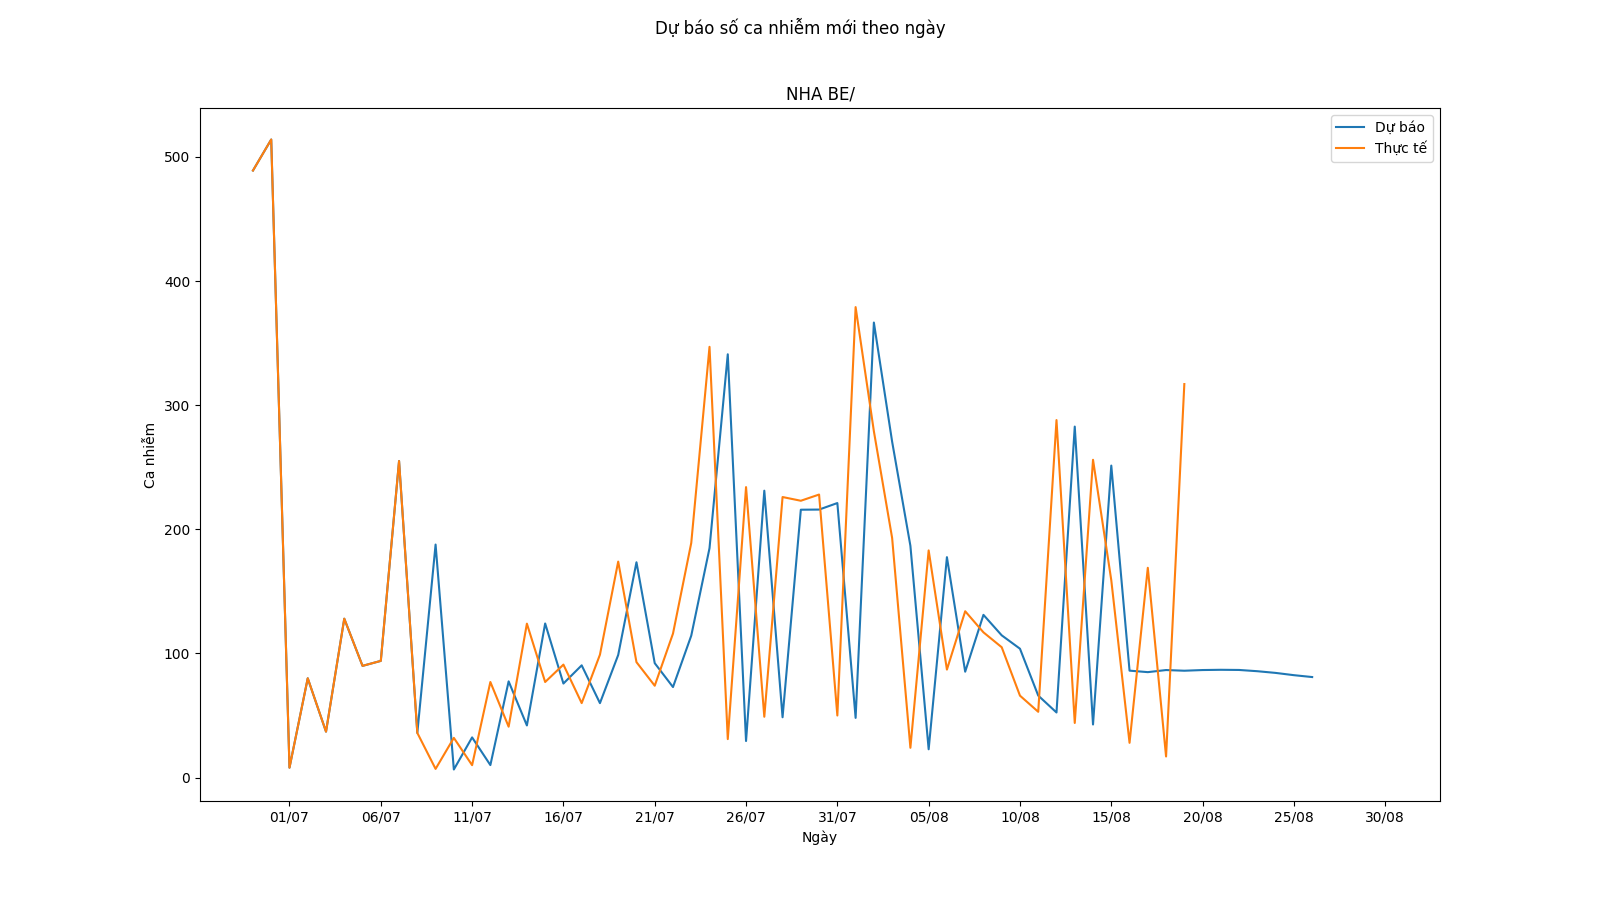 Dự báo số ca nhiễm mới theo ngày
NHA BE/
Dự báo
Thực tế
500
400
300
200
100
0
Ca nhiễm
01/07 06/07 11/07 16/07 21/07 26/07 31/07 05/08 10/08 15/08 20/08 25/08 30/08
Ngày